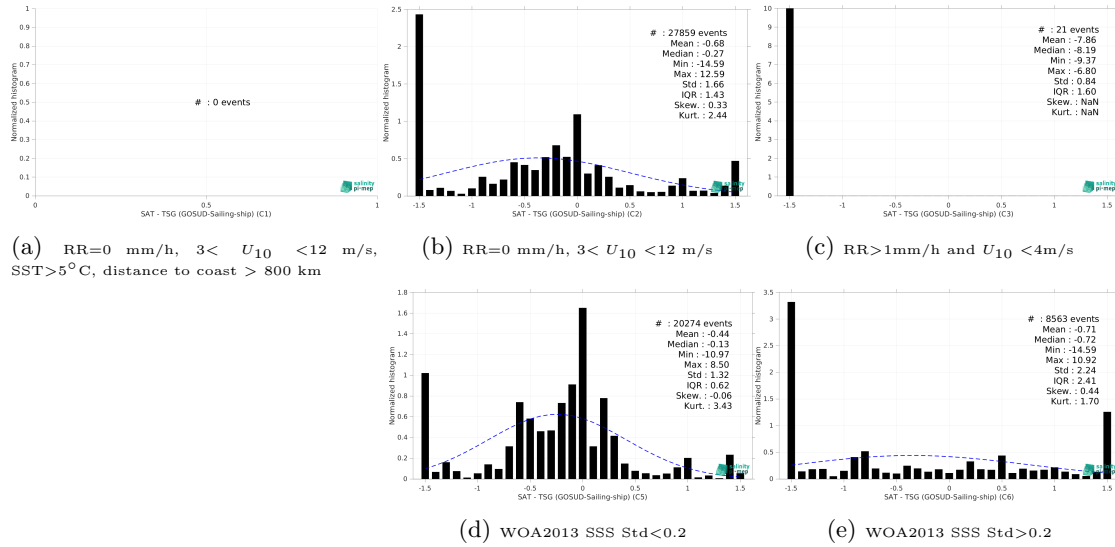 1
0.9
0.8
0.7
0.6
0.5
0.4
0.3
0.2
0.1
0
Normalized histogram
# : 0 events
salinity
pi-mep
0 0.5 1
SAT - TSG (GOSUD-Sailing-ship) (C1)
(a) RR=0 mm/h, 3< U10 <12 m/s,
SST>5°C, distance to coast > 800 km
2.5
2
1.5
1
0.5
0
Normalized histogram
# : 27859 events
Mean : -0.68
Median : -0.27
Min : -14.59
Max : 12.59
Std : 1.66
IQR : 1.43
Skew. : 0.33
Kurt. : 2.44
salinity
pi-mep
-1.5 -1 -0.5 0 0.5 1 1.5
SAT - TSG (GOSUD-Sailing-ship) (C2)
(b) RR=0 mm/h, 3< U10 <12 m/s
10
9
8
7
6
5
4
3
2
1
0
Normalized histogram
# : 21 events
Mean : -7.86
Median : -8.19
Min : -9.37
Max : -6.80
Std : 0.84
IQR : 1.60
Skew. : NaN
Kurt. : NaN
salinity
pi-mep
-1.5 -1 -0.5 0 0.5 1 1.5
SAT - TSG (GOSUD-Sailing-ship) (C3)
(c) RR>1mm/h and U10 <4m/s
1.8
1.6
1.4
1.2
1
0.8
0.6
0.4
0.2
0
Normalized histogram
# : 20274 events
Mean : -0.44
Median : -0.13
Min : -10.97
Max : 8.50
Std : 1.32
IQR : 0.62
Skew. : -0.06
Kurt. : 3.43
salinity
pi-mep
-1.5 -1 -0.5 0 0.5 1 1.5
SAT - TSG (GOSUD-Sailing-ship) (C5)
(d) WOA2013 SSS Std<0.2
3.5
3
2.5
2
1.5
1
0.5
0
Normalized histogram
# : 8563 events
Mean : -0.71
Median : -0.72
Min : -14.59
Max : 10.92
Std : 2.24
IQR : 2.41
Skew. : 0.44
Kurt. : 1.70
salinity
pi-mep
-1.5 -1 -0.5 0 0.5 1 1.5
SAT - TSG (GOSUD-Sailing-ship) (C6)
(e) WOA2013 SSS Std>0.2